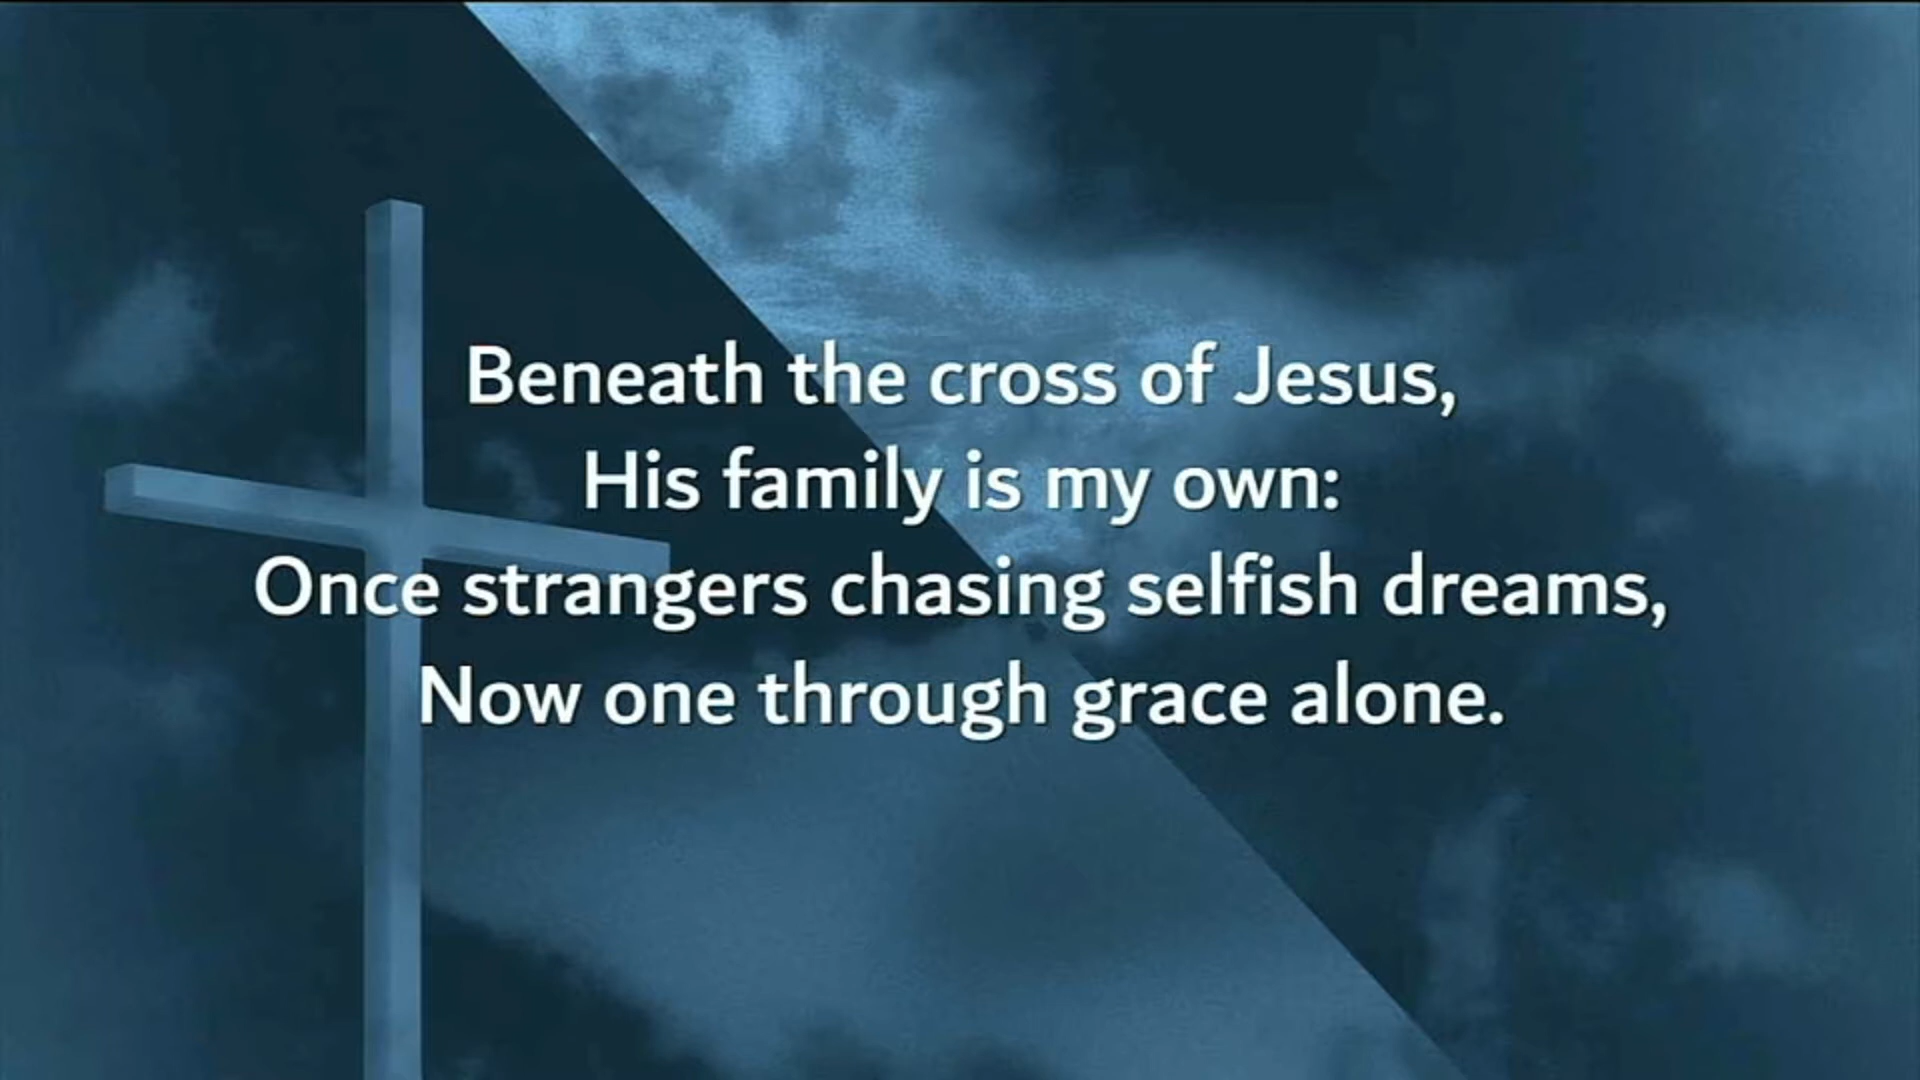 Beneath the cross of Jesus,
His family is my own:
Once strangers chasing selfish dreams,
Now one through grace alone.